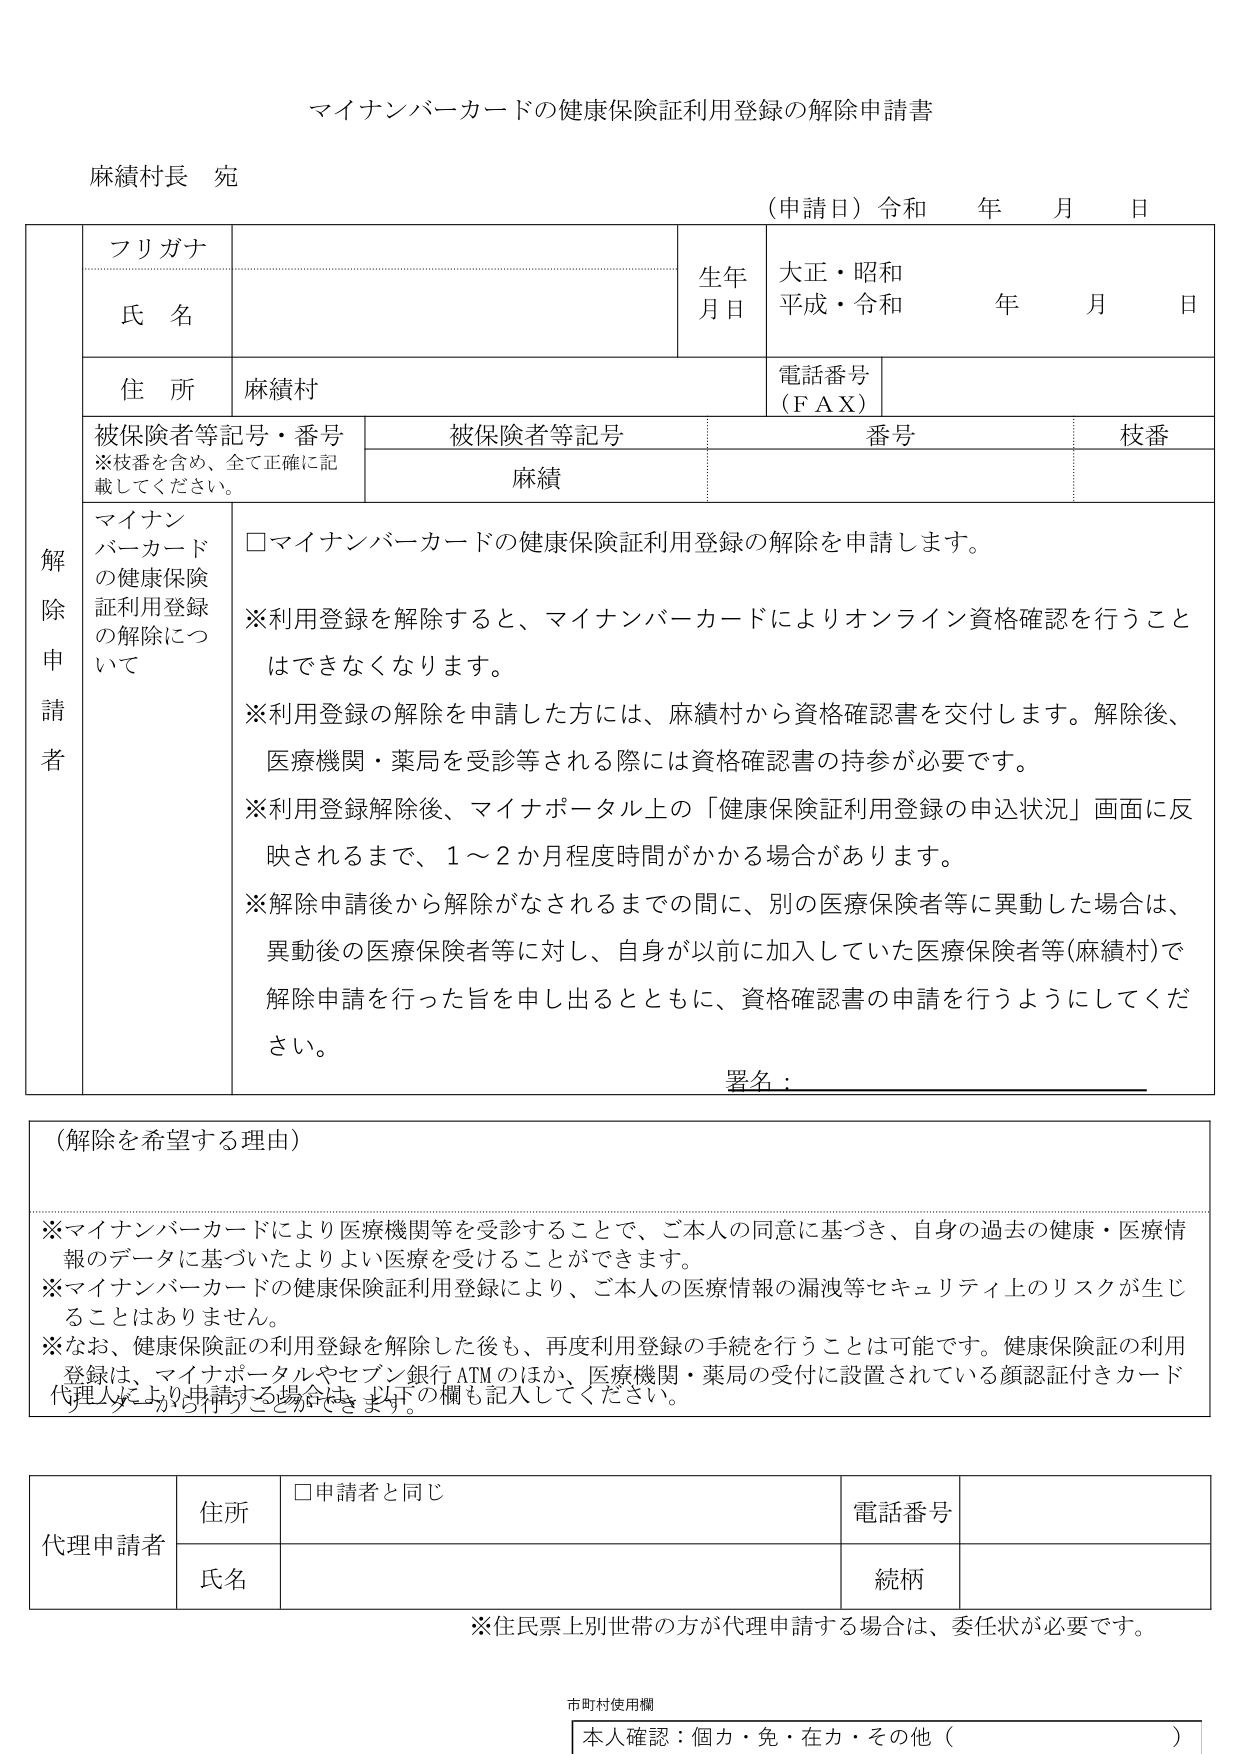 マイナンバーカードの健康保険証利用登録の解除申請書
麻績村長　宛
（申請日）令和　　年　　月　　日
解除申請者
フリガナ
氏　名
生年
月日
大正・昭和
平成・令和　　　　年　　　月　　　日
住　所
麻績村
電話番号
（ＦＡＸ）
被保険者等記号・番号
※枝番を含め、全て正確に記
載してください。
被保険者等記号
番号
枝番
麻績
マイナン
バーカード
の健康保険
証利用登録
の解除につ
いて
□マイナンバーカードの健康保険証利用登録の解除を申請します。
※利用登録を解除すると、マイナンバーカードによりオンライン資格確認を行うこと
はできなくなります。
※利用登録の解除を申請した方には、麻績村から資格確認書を交付します。解除後、
医療機関・薬局を受診等される際には資格確認書の持参が必要です。
※利用登録解除後、マイナポータル上の「健康保険証利用登録の申込状況」画面に反
映されるまで、１～２か月程度時間がかかる場合があります。
※解除申請後から解除がなされるまでの間に、別の医療保険者等に異動した場合は、
異動後の医療保険者等に対し、自身が以前に加入していた医療保険者等(麻績村)で
解除申請を行った旨を申し出るとともに、資格確認書の申請を行うようにしてくだ
さい。
署名：
（解除を希望する理由）
※マイナンバーカードにより医療機関等を受診することで、ご本人の同意に基づき、自身の過去の健康・医療情
報のデータに基づいたよりよい医療を受けることができます。
※マイナンバーカードの健康保険証利用登録により、ご本人の医療情報の漏洩等セキュリティ上のリスクが生じ
ることはありません。
※なお、健康保険証の利用登録を解除した後も、再度利用登録の手続を行うことは可能です。健康保険証の利用
登録は、マイナポータルやセブン銀行 ATM のほか、医療機関・薬局の受付に設置されている顔認証付きカード
リーダーから行うことができます。
代理人により申請する場合は、以下の欄も記入してください。
代理申請者
住所
□申請者と同じ
電話番号
氏名
続柄
※住民票上別世帯の方が代理申請する場合は、委任状が必要です。
市町村使用欄
本人確認：個カ・免・在カ・その他（　　　　　　　　　）